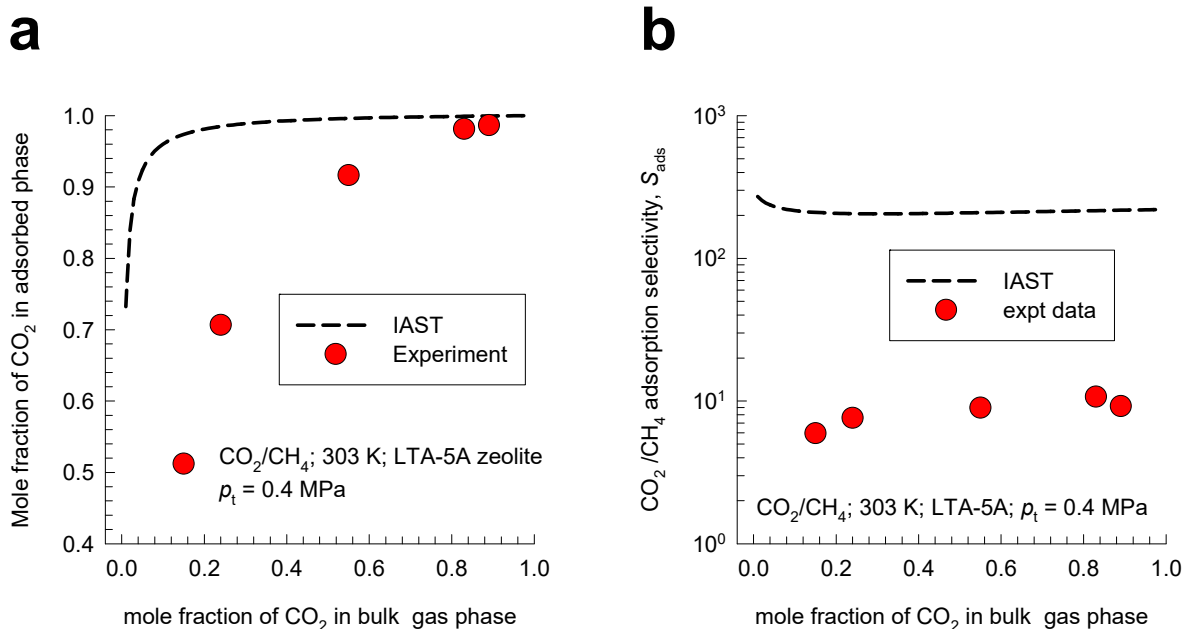 a
Mole fraction of CO₂ in adsorbed phase
1.0
0.9
0.8
0.7
0.6
0.5
0.4
IAST
Experiment
CO₂/CH₄; 303 K; LTA-5A zeolite
pₜ = 0.4 MPa
0.0 0.2 0.4 0.6 0.8 1.0
mole fraction of CO₂ in bulk gas phase
b
CO₂ /CH₄ adsorption selectivity, S_ads
10³
10²
10¹
10⁰
IAST
expt data
CO₂/CH₄; 303 K; LTA-5A; pₜ = 0.4 MPa
0.0 0.2 0.4 0.6 0.8 1.0
mole fraction of CO₂ in bulk gas phase